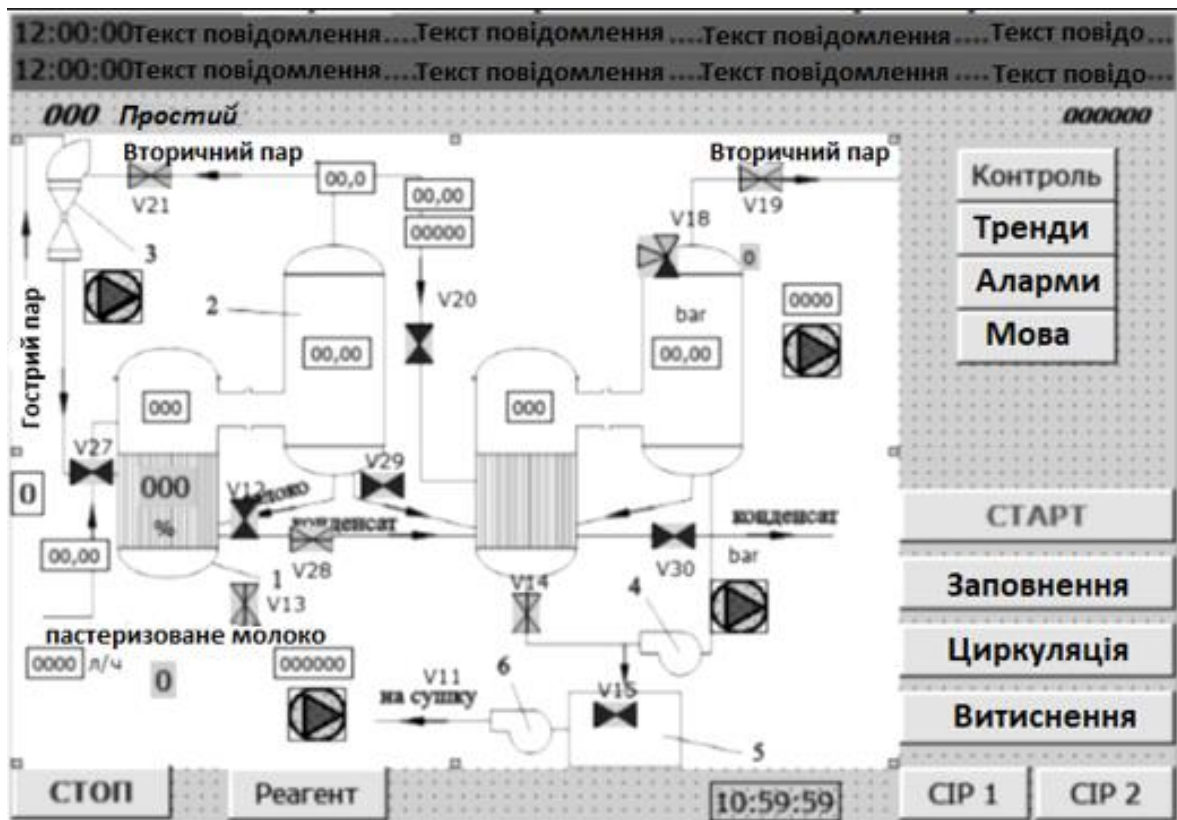 12:00:00 Текст повідомлення ....Текст повідомлення ....Текст повідомлення ....Текст повідо...
12:00:00 Текст повідомлення ....Текст повідомлення ....Текст повідомлення ....Текст повідо...
000 Простий 000000
Вторичний пар
Вторичний пар
00,0
V21
00,00
00000
V18
V19
3
0
Гострий пар
2
V20
bar
0000
00,00
00,00
000
000
V27
V29
0
000
%
V12
конденсат
конденсат
00,00
V28
V30
bar
1
V13
V14
4
пастеризоване молоко
0000 л/ч
0
000000
V11
на сушку
6
V15
5
Контроль
Тренди
Аларми
Мова
СТАРТ
Заповнення
Циркуляція
Витиснення
СТОП
Реагент
10:59:59
CIP 1
CIP 2